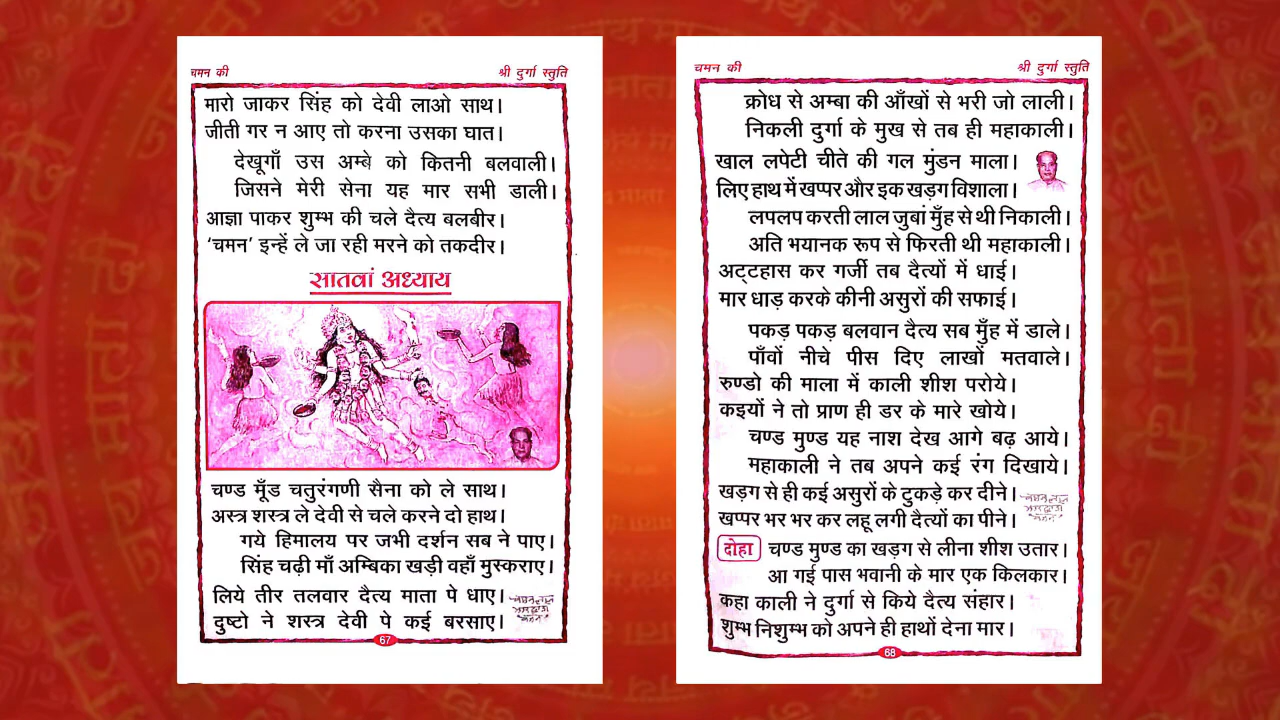 चमन की श्री दुर्गा स्तुति
मारो जाकर सिंह को देवी लाओ साथ।
जीती गर न आए तो करना उसका घात।
देखूगाँ उस अम्बे को कितनी बलवाली।
जिसने मेरी सेना यह मार सभी डाली।
आज्ञा पाकर शुम्भ की चले दैत्य बलबीर।
‘चमन’ इन्हें ले जा रही मरने को तकदीर।
सातवां अध्याय
चण्ड मूँड चतुरंगणी सैना को ले साथ।
अस्त्र शस्त्र ले देवी से चले करने दो हाथ।
गये हिमालय पर जभी दर्शन सब ने पाए।
सिंह चढ़ी माँ अम्बिका खड़ी वहाँ मुस्कराए।
लिये तीर तलवार दैत्य माता पे धाए।
दुष्टो ने शस्त्र देवी पे कई बरसाए।
67
चमन की श्री दुर्गा स्तुति
क्रोध से अम्बा की आँखों से भरी जो लाली।
निकली दुर्गा के मुख से तब ही महाकाली।
खाल लपेटी चीते की गल मुंडन माला।
लिए हाथ में खप्पर और इक खड़ग विशाला।
लपलप करती लाल जुबां मुँह से थी निकाली।
अति भयानक रूप से फिरती थी महाकाली।
अट्टहास कर गर्जी तब दैत्यों में धाई।
मार धाड़ करके कीनी असुरों की सफाई।
पकड़ पकड़ बलवान दैत्य सब मुँह में डाले।
पाँवों नीचे पीस दिए लाखों मतवाले।
रुण्डो की माला में काली शीश परोये।
कइयों ने तो प्राण ही डर के मारे खोये।
चण्ड मुण्ड यह नाश देख आगे बढ़ आये।
महाकाली ने तब अपने कई रंग दिखाये।
खड़ग से ही कई असुरों के टुकड़े कर दीने।
खप्पर भर भर कर लहू लगी दैत्यों का पीने।
दोहा चण्ड मुण्ड का खड़ग से लीना शीश उतार।
आ गई पास भवानी के मार एक किलकार।
कहा काली ने दुर्गा से किये दैत्य संहार।
शुम्भ निशुम्भ को अपने ही हाथों देना मार।
68